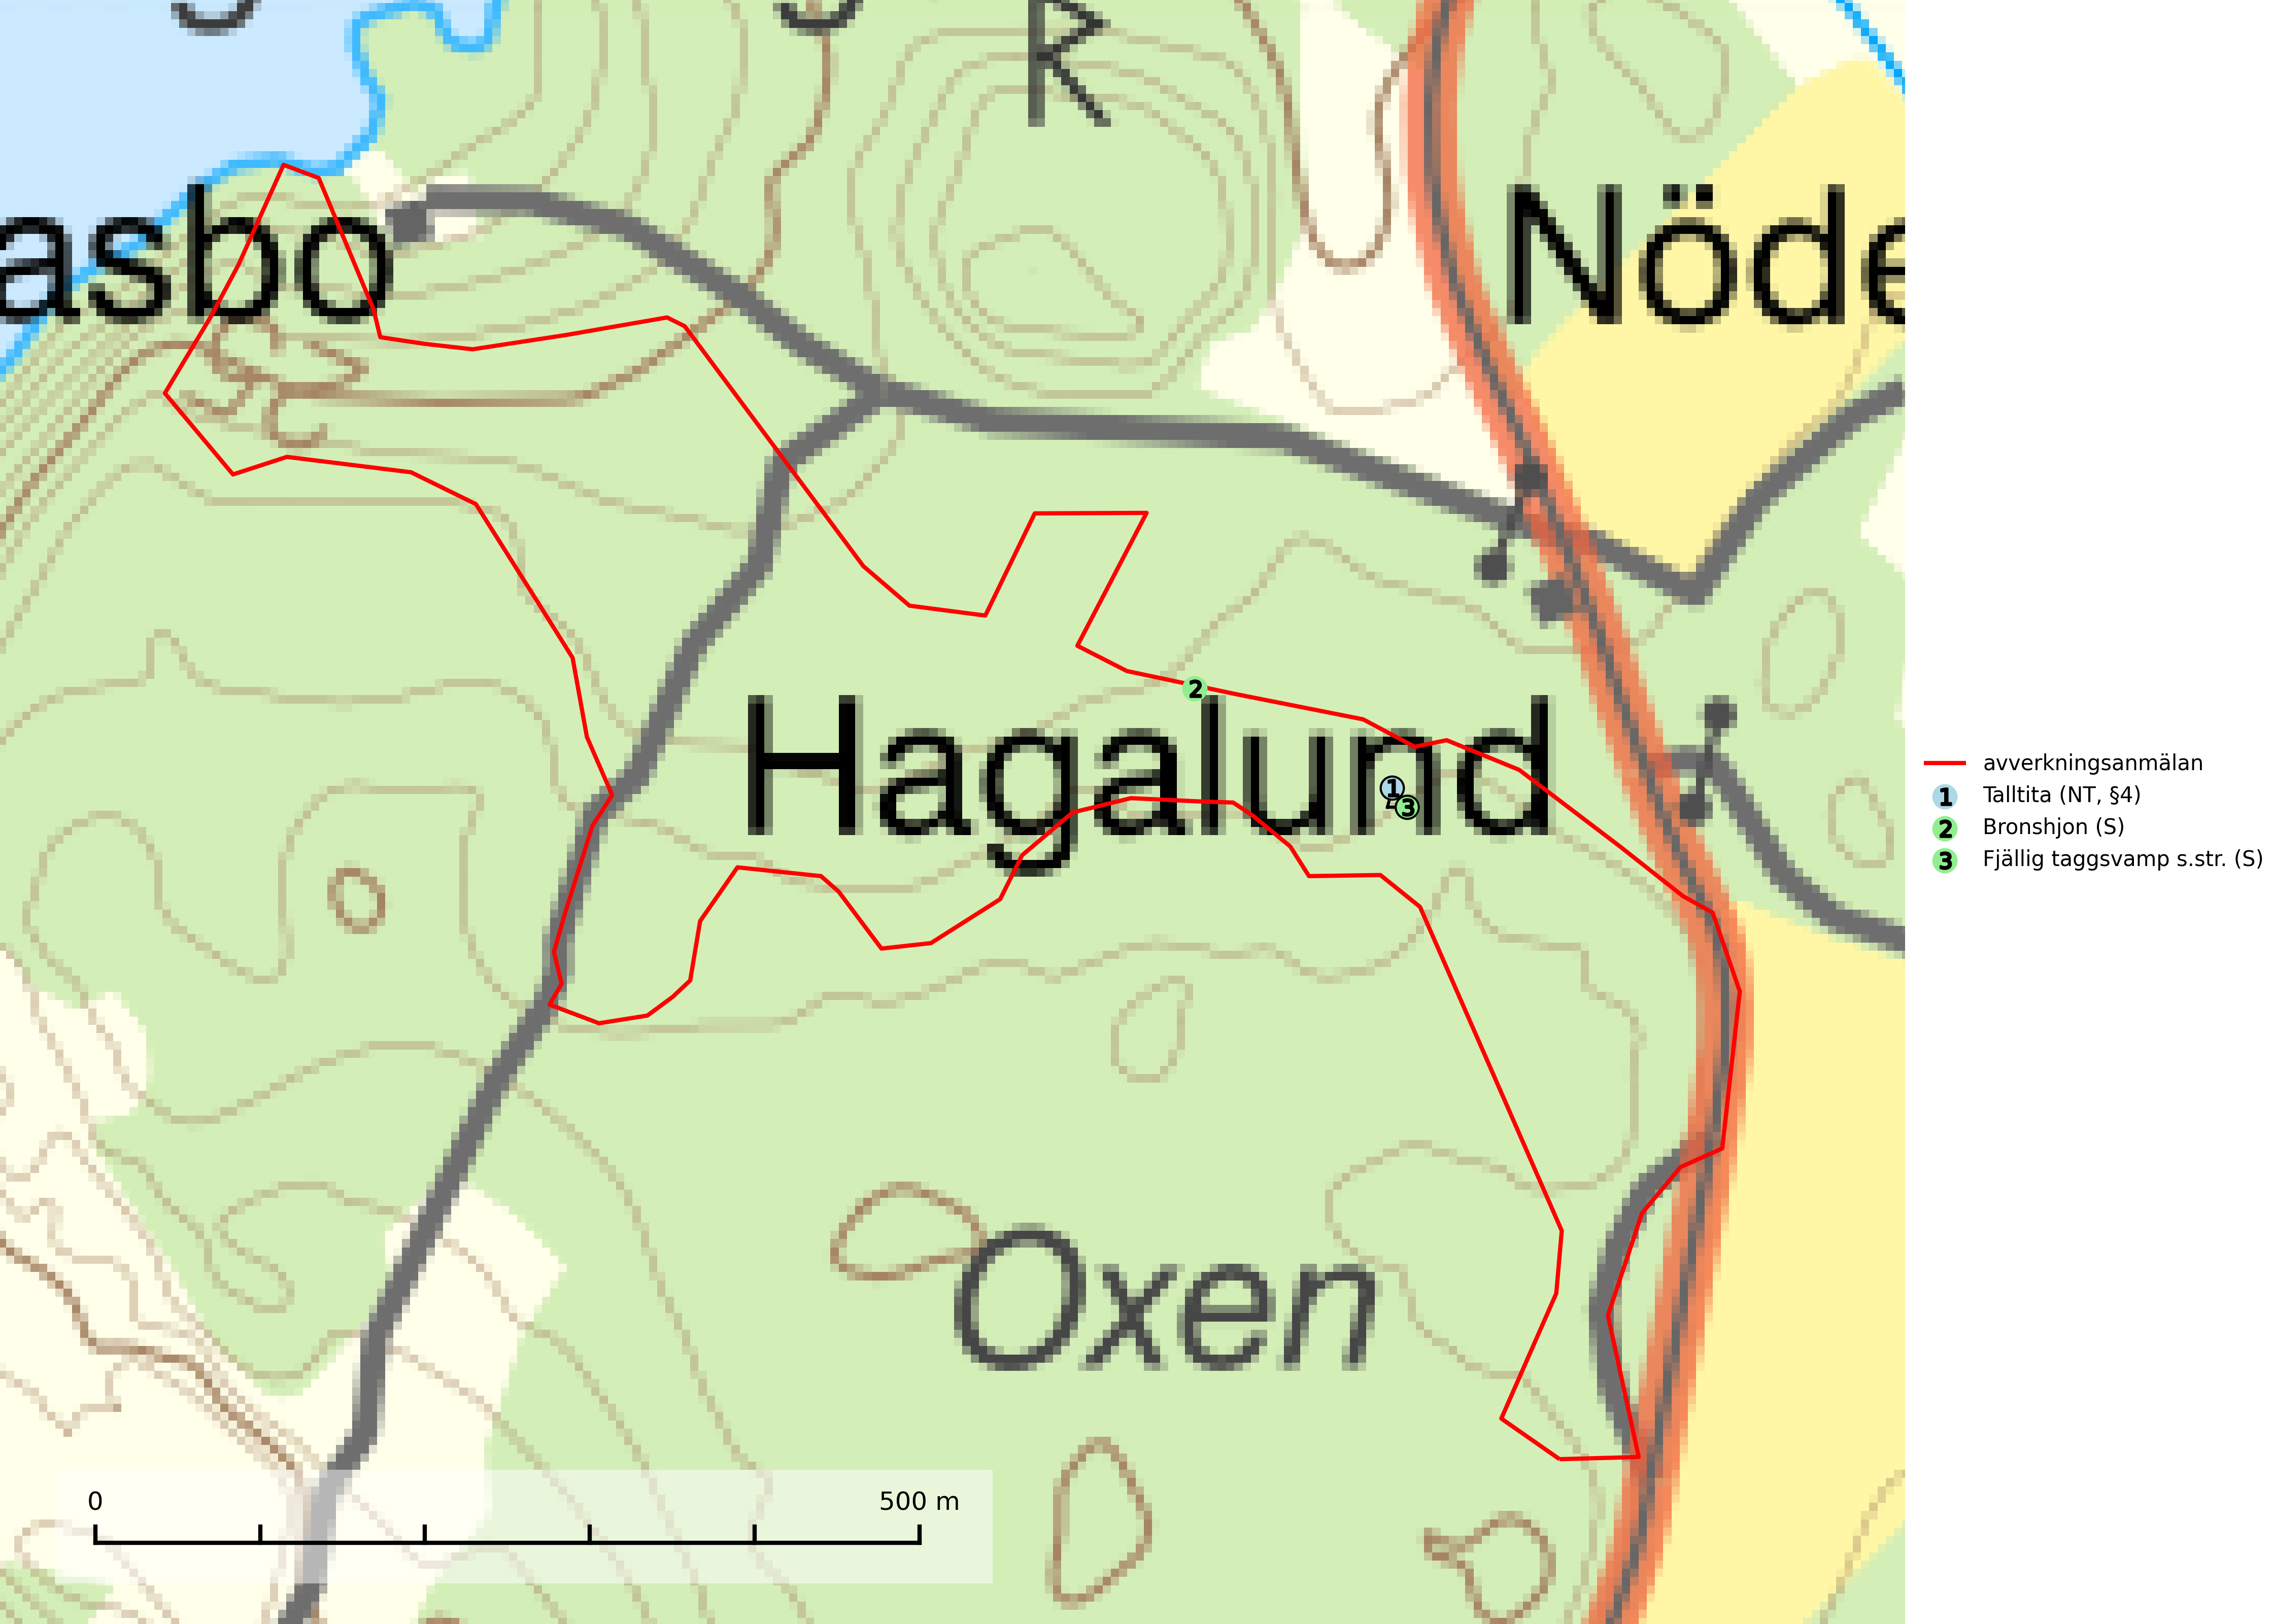 R
asbo
Nöde
Hagalund
1
2
3
Oxen
0 500 m
avverkningsanmälan
1 Talltita (NT, §4)
2 Bronshjon (S)
3 Fjällig taggsvamp s.str. (S)